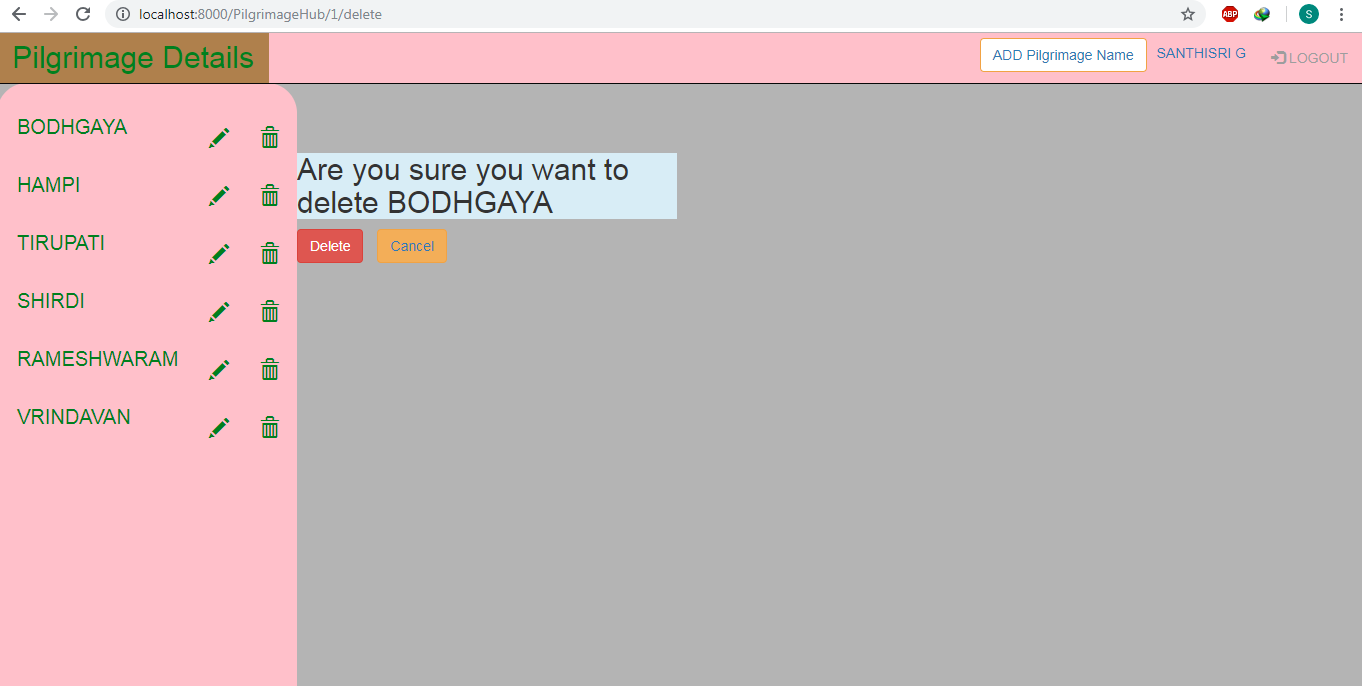 localhost:8000/PilgrimageHub/1/delete
ABP
S
Pilgrimage Details
ADD Pilgrimage Name
SANTHISRI G
LOGOUT
BODHGAYA
HAMPI
TIRUPATI
SHIRDI
RAMESHWARAM
VRINDAVAN
Are you sure you want to
delete BODHGAYA
Delete
Cancel